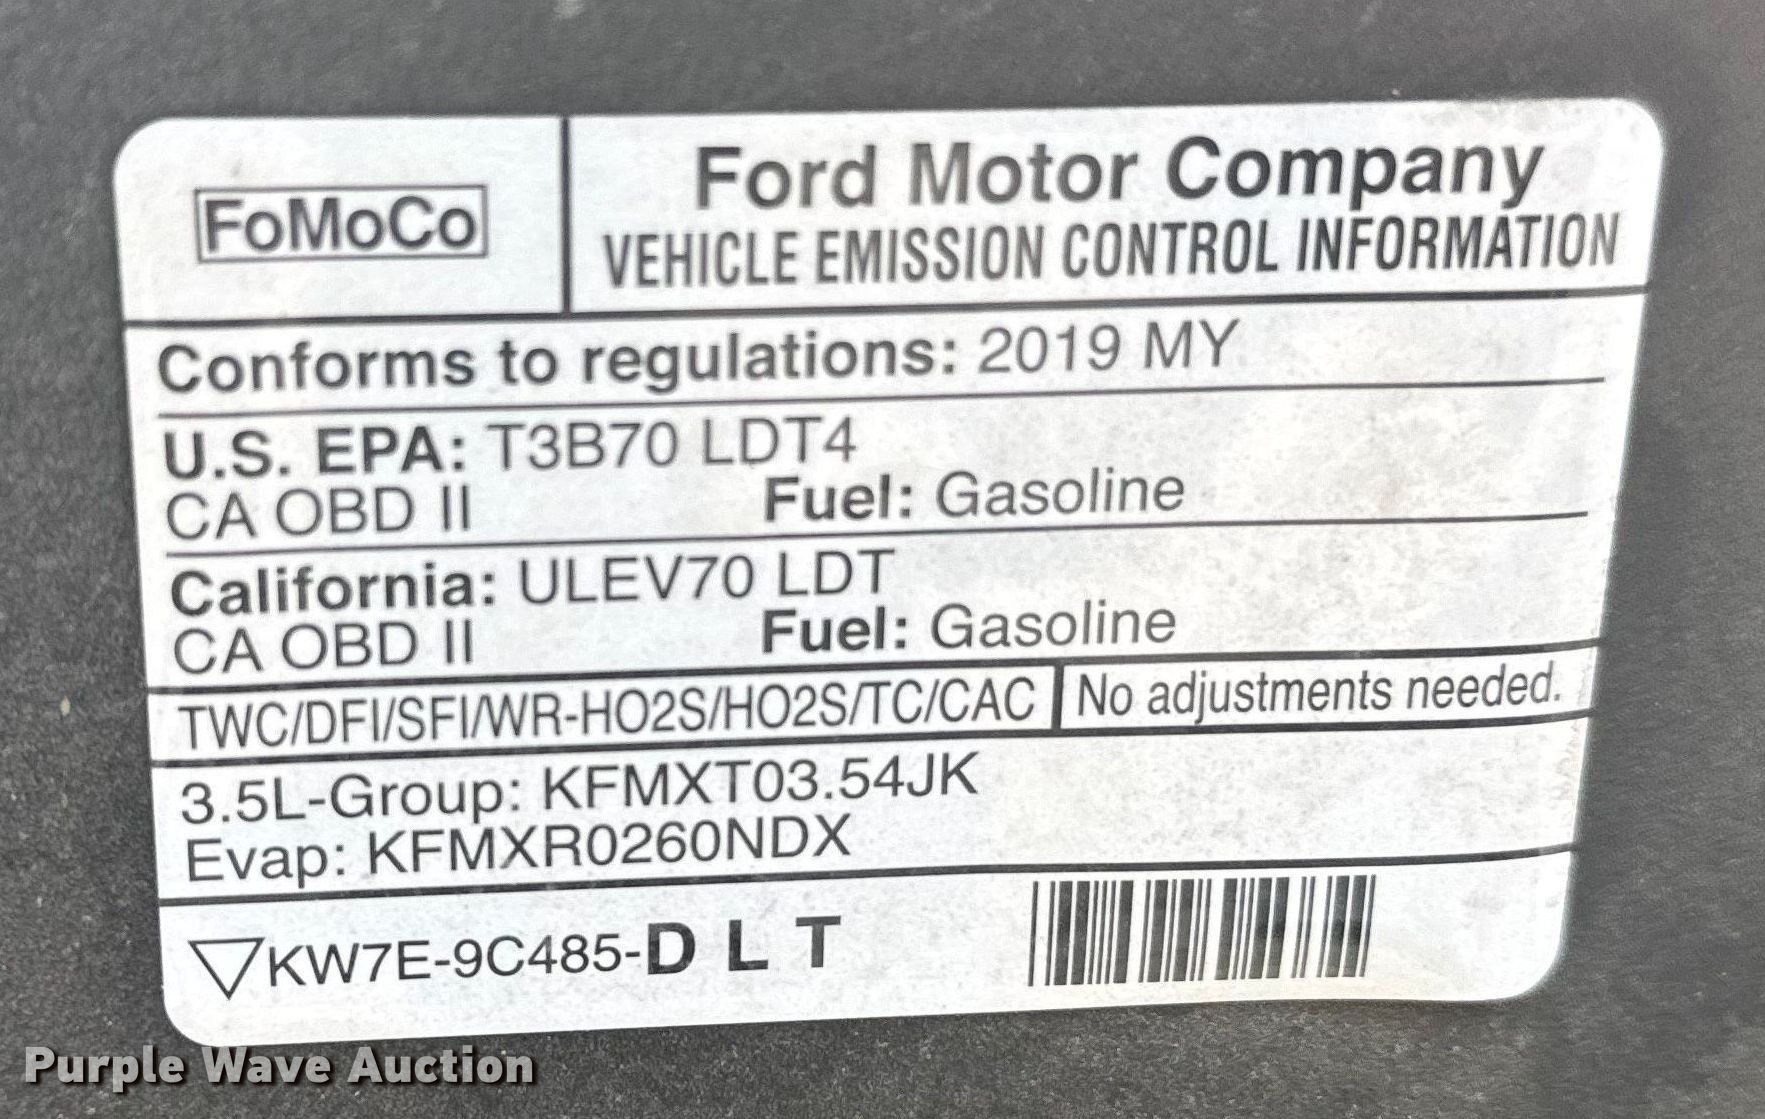 FoMoCo
Ford Motor Company
VEHICLE EMISSION CONTROL INFORMATION
Conforms to regulations: 2019 MY
U.S. EPA: T3B70 LDT4
CA OBD II Fuel: Gasoline
California: ULEV70 LDT
CA OBD II Fuel: Gasoline
TWC/DFI/SFI/WR-HO2S/HO2S/TC/CAC No adjustments needed.
3.5L-Group: KFMXT03.54JK
Evap: KFMXR0260NDX
KW7E-9C485-D L T
Purple Wave Auction